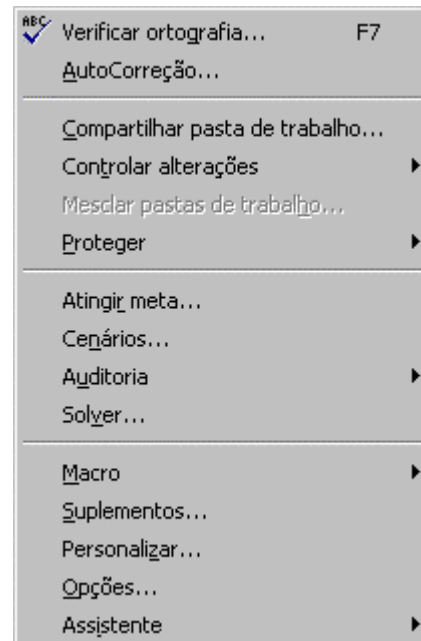 ABC
Verificar ortografia... F7
AutoCorreção...
Compartilhar pasta de trabalho...
Controlar alterações
Mesclar pastas de trabalho...
Proteger
Atingir meta...
Cenários...
Auditoria
Solver...
Macro
Suplementos...
Personalizar...
Opções...
Assistente